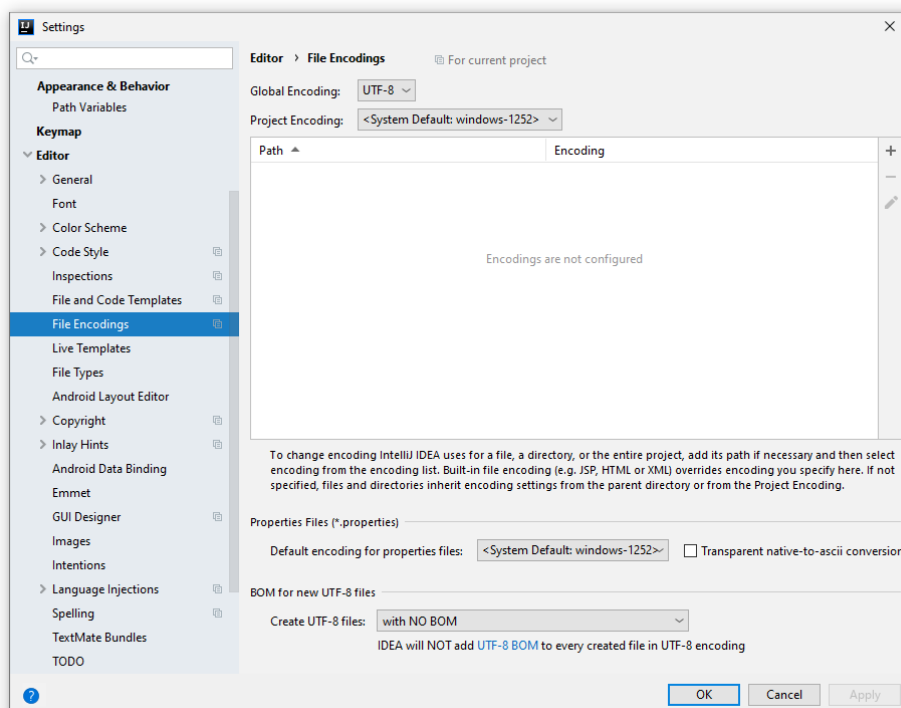 Settings
Editor › File Encodings For current project
Global Encoding: UTF-8
Project Encoding: <System Default: windows-1252>
Path Encoding
Encodings are not configured
To change encoding IntelliJ IDEA uses for a file, a directory, or the entire project, add its path if necessary and then select
encoding from the encoding list. Built-in file encoding (e.g. JSP, HTML or XML) overrides encoding you specify here. If not
specified, files and directories inherit encoding settings from the parent directory or from the Project Encoding.
Properties Files (*.properties)
Default encoding for properties files: <System Default: windows-1252> Transparent native-to-ascii conversion
BOM for new UTF-8 files
Create UTF-8 files: with NO BOM
IDEA will NOT add UTF-8 BOM to every created file in UTF-8 encoding
Appearance & Behavior
Path Variables
Keymap
Editor
General
Font
Color Scheme
Code Style
Inspections
File and Code Templates
File Encodings
Live Templates
File Types
Android Layout Editor
Copyright
Inlay Hints
Android Data Binding
Emmet
GUI Designer
Images
Intentions
Language Injections
Spelling
TextMate Bundles
TODO
?
OK Cancel Apply